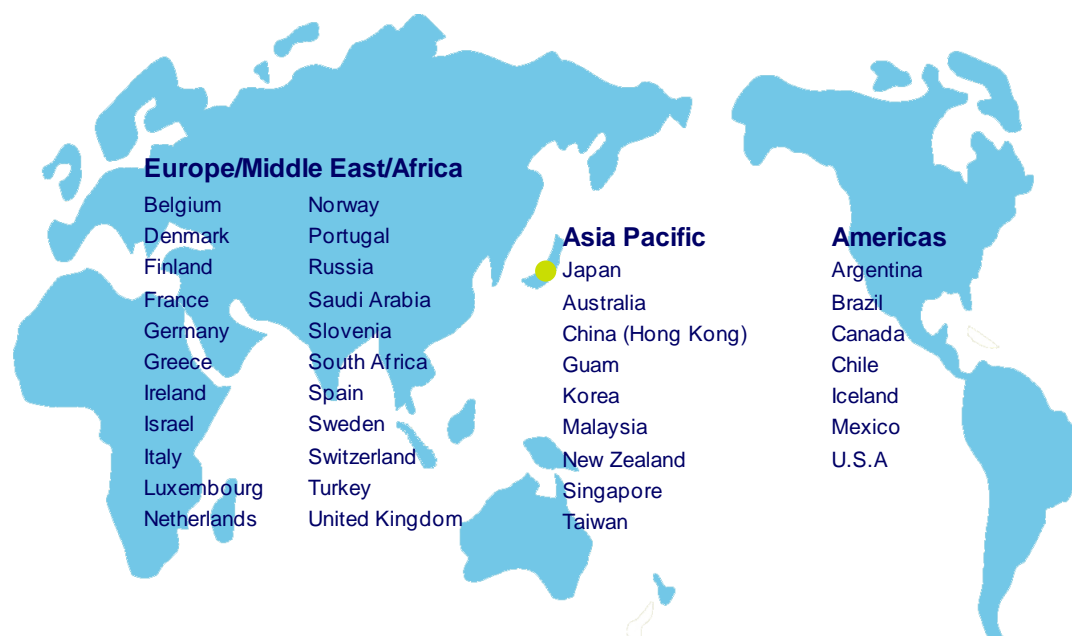 Europe/Middle East/Africa
Belgium
Denmark
Finland
France
Germany
Greece
Ireland
Israel
Italy
Luxembourg
Netherlands
Norway
Portugal
Russia
Saudi Arabia
Slovenia
South Africa
Spain
Sweden
Switzerland
Turkey
United Kingdom
Asia Pacific
Japan
Australia
China (Hong Kong)
Guam
Korea
Malaysia
New Zealand
Singapore
Taiwan
Americas
Argentina
Brazil
Canada
Chile
Iceland
Mexico
U.S.A